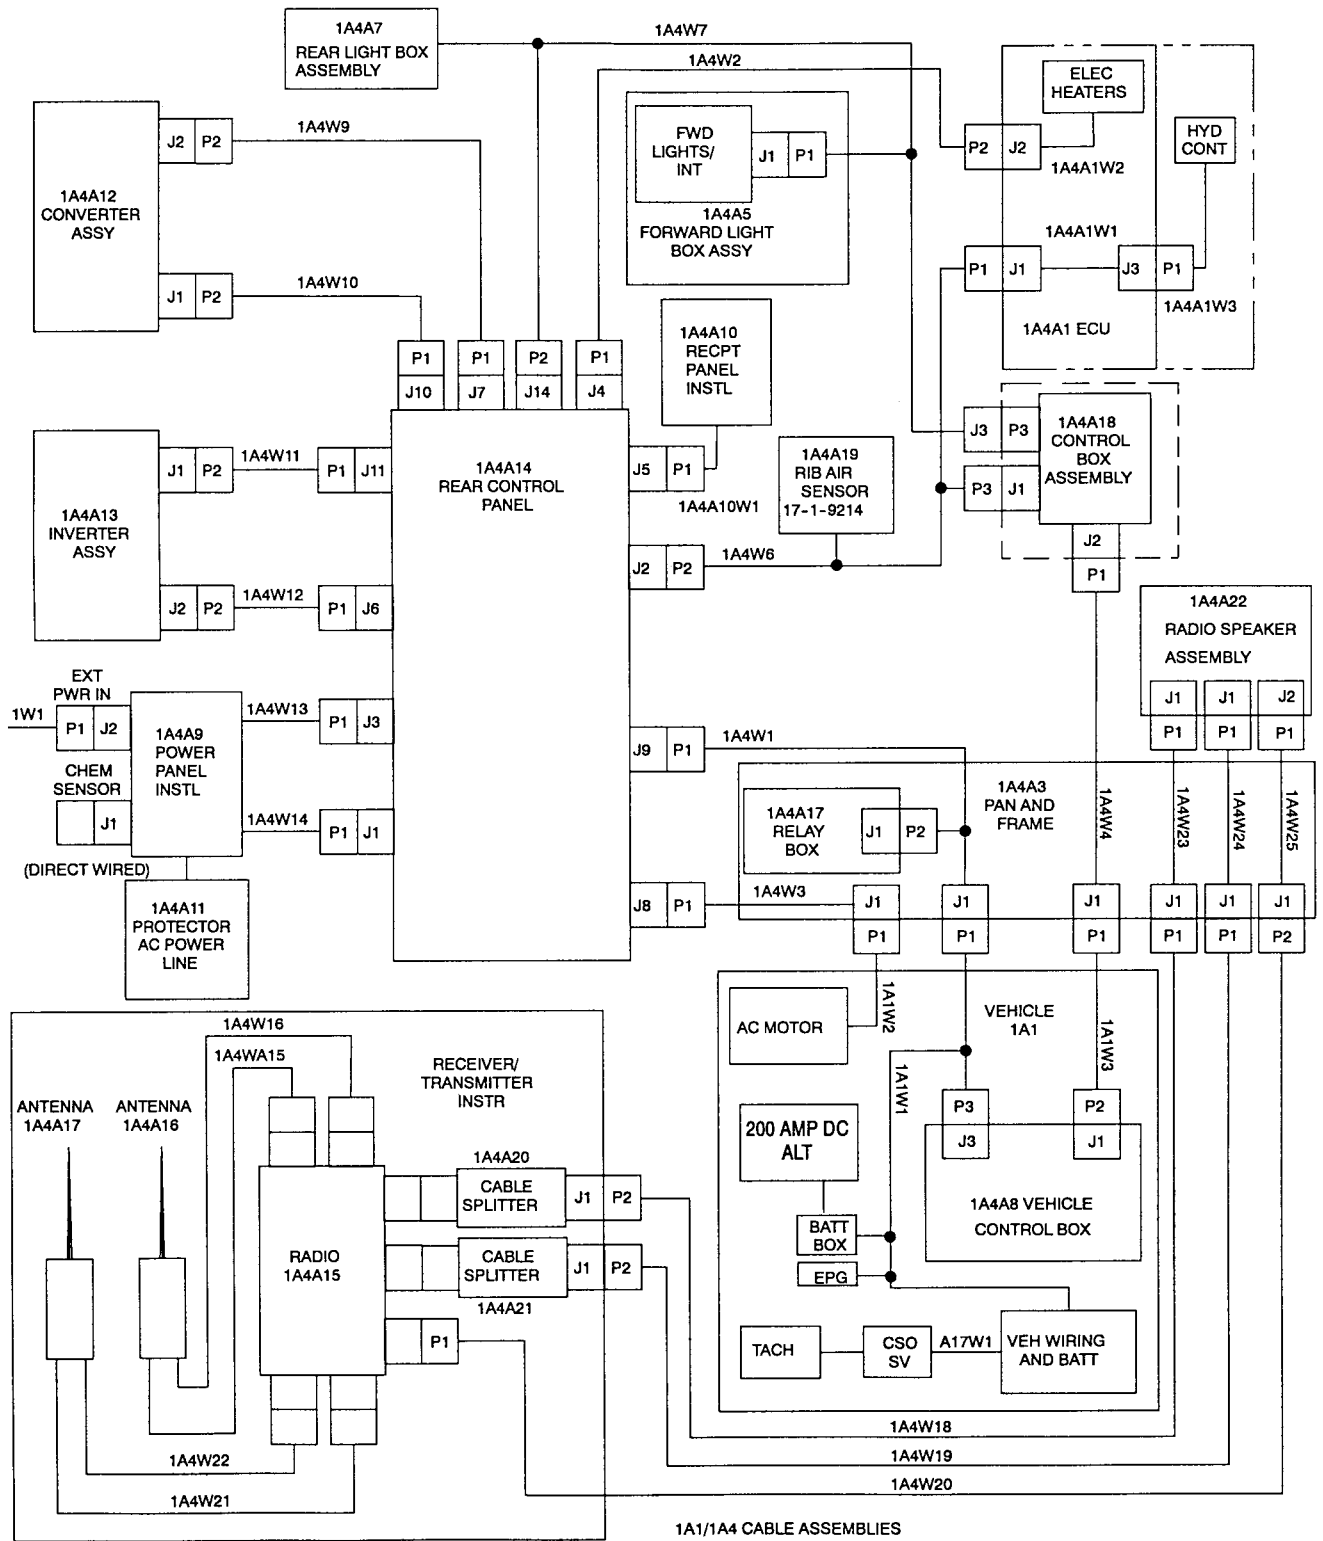 1A4A7
REAR LIGHT BOX
ASSEMBLY
1A4W7
1A4W2
ELEC
HEATERS
HYD
CONT
P2 J2
1A4A1W2
1A4A1W1
P1 J1
J3 P1
1A4A1W3
1A4A1 ECU
FWD
LIGHTS/
INT
J1 P1
1A4A5
FORWARD LIGHT
BOX ASSY
1A4A12
CONVERTER
ASSY
J2 P2
1A4W9
J1 P2
1A4W10
1A4A10
RECPT
PANEL
INSTL
P1
J10
P1
J7
P2
J14
P1
J4
J3 P3
P3 J1
1A4A18
CONTROL
BOX
ASSEMBLY
J2
P1
1A4A13
INVERTER
ASSY
J1 P2
1A4W11
P1 J11
J2 P2
1A4W12
P1 J6
1A4A14
REAR CONTROL
PANEL
J5 P1
1A4A10W1
1A4A19
RIB AIR
SENSOR
17-1-9214
J2 P2
1A4W6
1A4A22
RADIO SPEAKER
ASSEMBLY
J1
P1
J1
P1
J2
P1
EXT
PWR IN
1W1
P1 J2
CHEM
SENSOR
J1
(DIRECT WIRED)
1A4A9
POWER
PANEL
INSTL
1A4W13
P1 J3
1A4W14
P1 J1
1A4A11
PROTECTOR
AC POWER
LINE
J9 P1
1A4W1
1A4A17
RELAY
BOX
J1 P2
1A4A3
PAN AND
FRAME
1A4W4
1A4W23
1A4W24
1A4W25
J8 P1
1A4W3
J1
P1
J1
P1
J1
P1
J1
P1
J1
P1
J1
P2
AC MOTOR
1A1W2
VEHICLE
1A1
1A1W1
1A1W3
P3
J3
P2
J1
1A4A8 VEHICLE
CONTROL BOX
200 AMP DC
ALT
BATT
BOX
EPG
TACH
CSO
SV
A17W1
VEH WIRING
AND BATT
1A4W16
1A4WA15
RECEIVER/
TRANSMITTER
INSTR
ANTENNA
1A4A17
ANTENNA
1A4A16
RADIO
1A4A15
1A4A20
CABLE
SPLITTER
J1 P2
CABLE
SPLITTER
J1 P2
1A4A21
P1
1A4W22
1A4W21
1A4W18
1A4W19
1A4W20
1A1/1A4 CABLE ASSEMBLIES